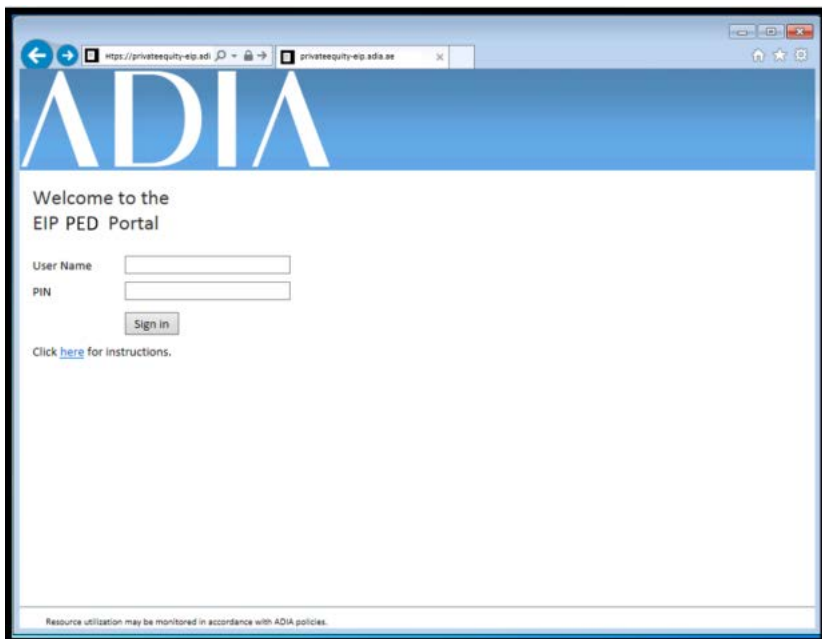 Https://privateequity-eip.adi
privateequity-eip.adia.ae
ADIA
Welcome to the
EIP PED Portal
User Name
PIN
Sign in
Click here for instructions.
Resource utilization may be monitored in accordance with ADIA policies.